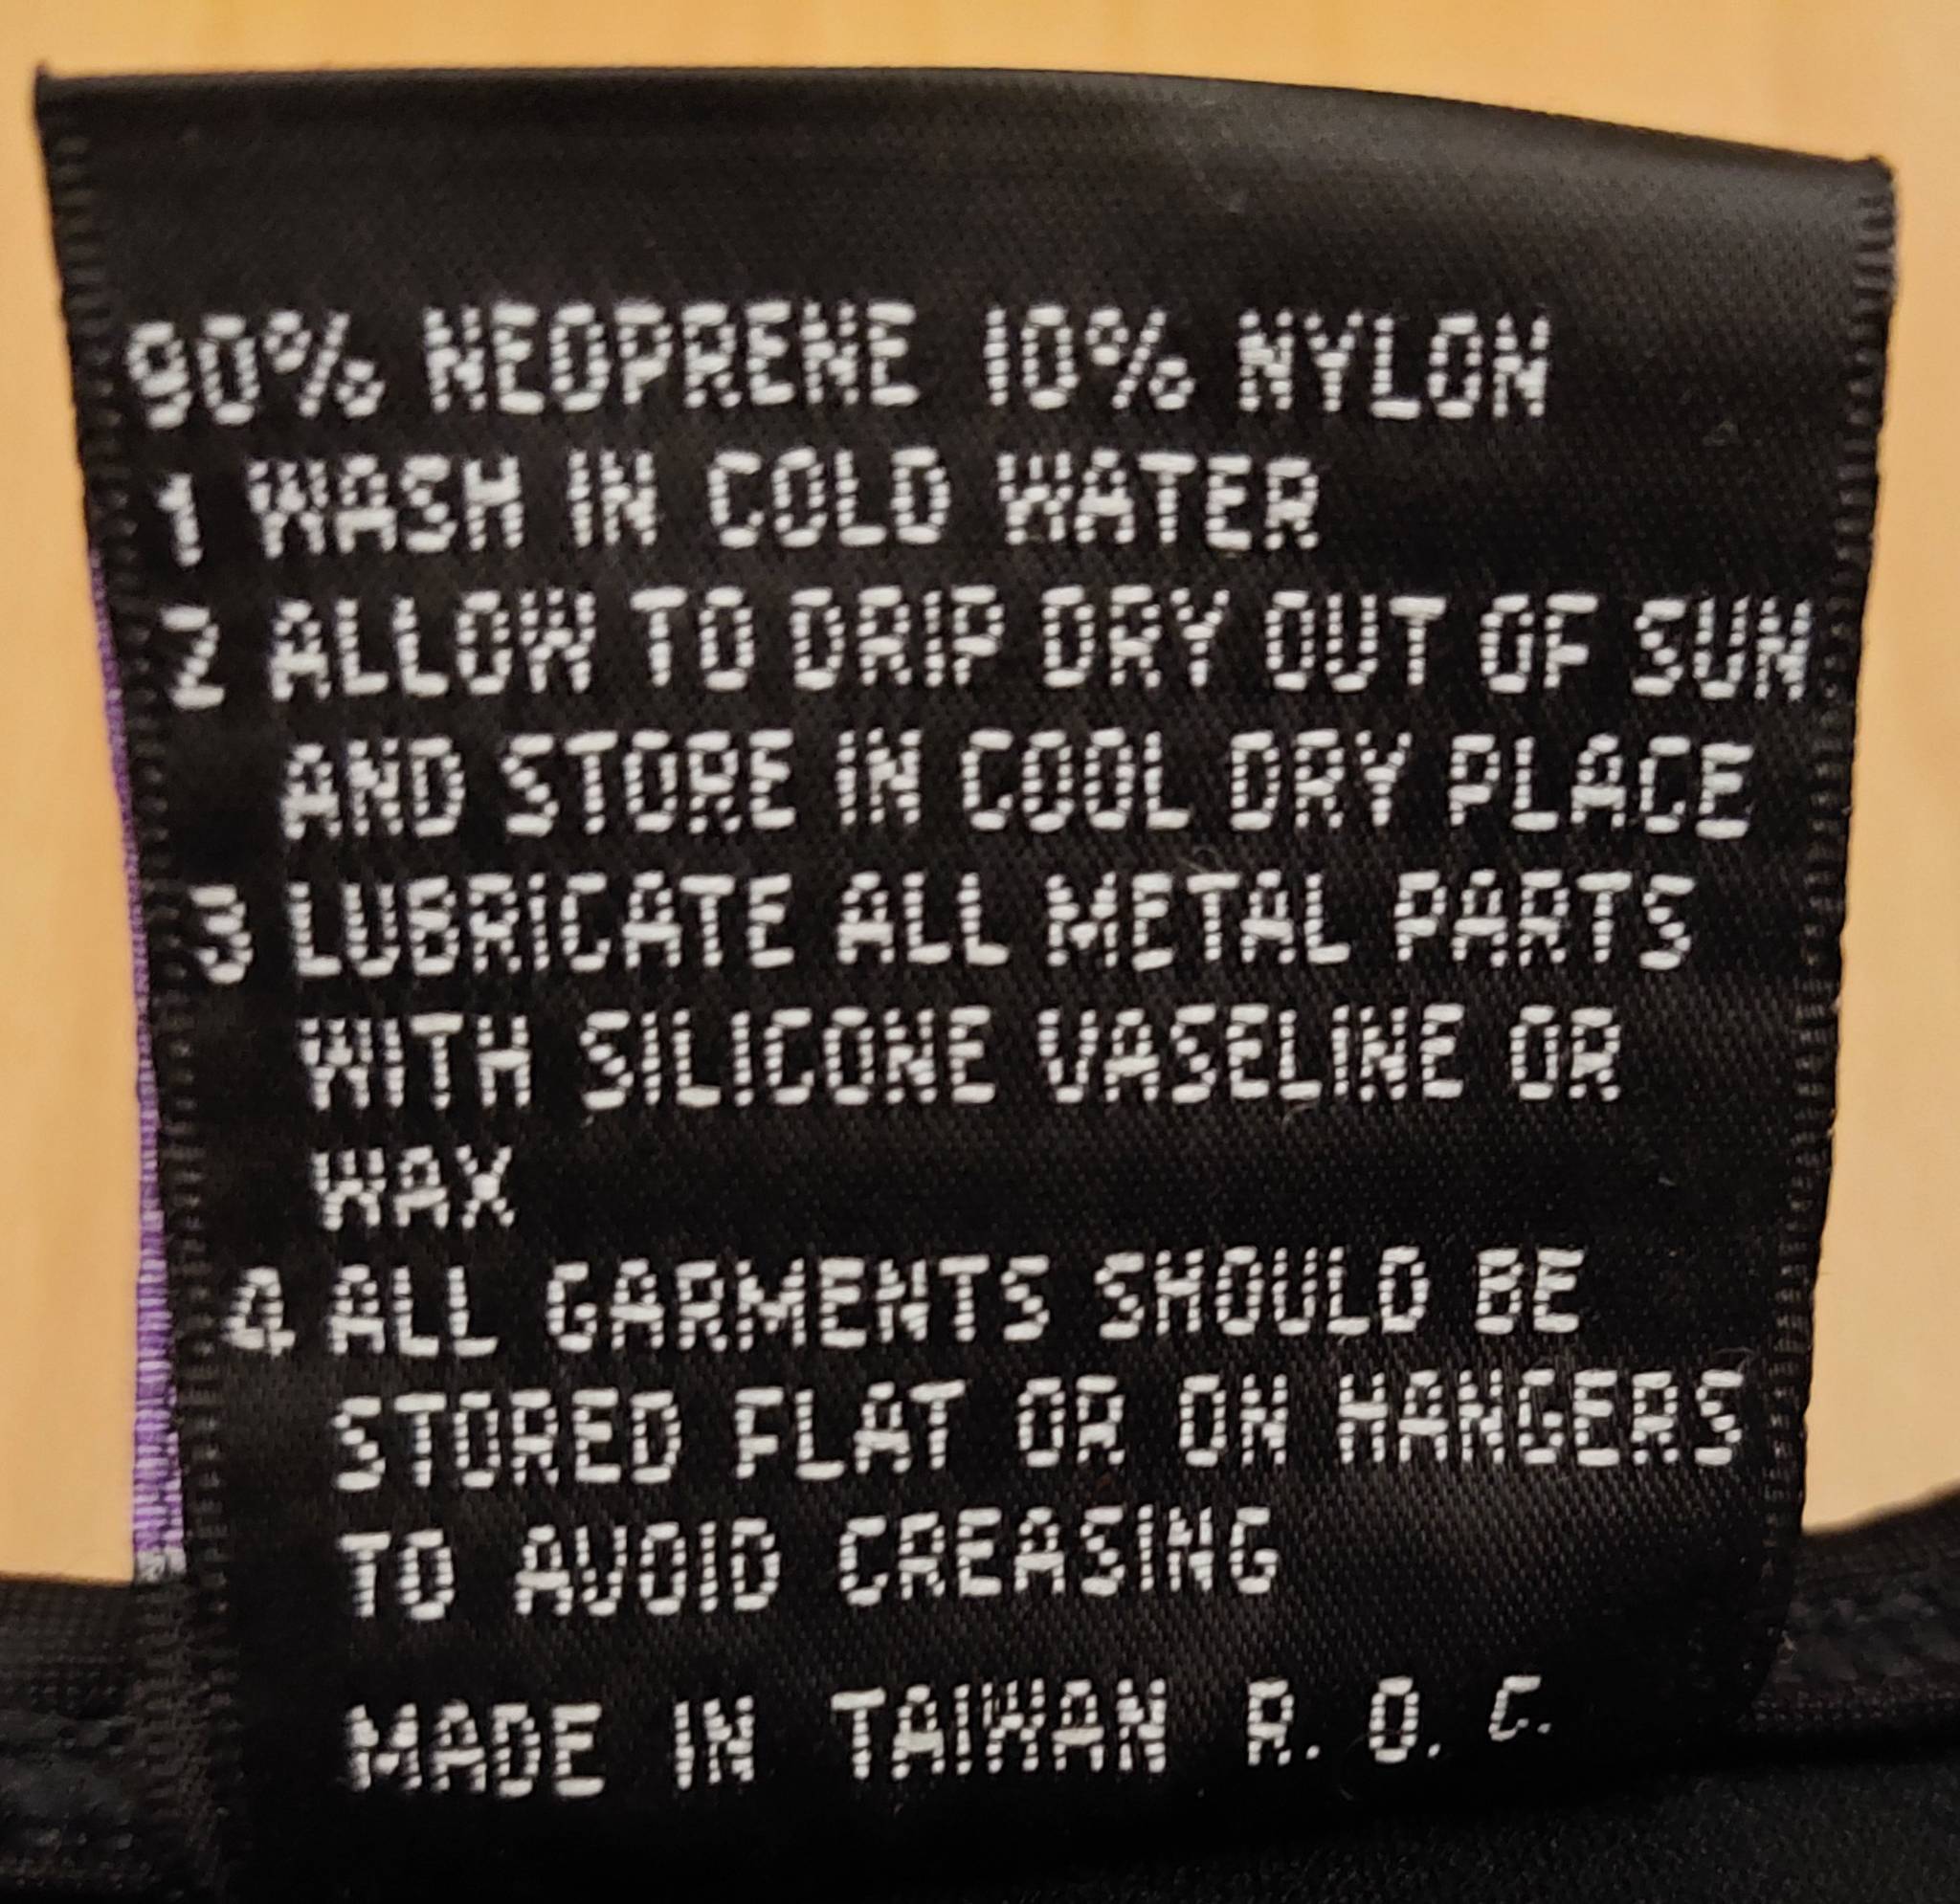 90% NEOPRENE 10% NYLON
1 WASH IN COLD WATER
2 ALLOW TO DRIP DRY OUT OF SUN
AND STORE IN COOL DRY PLACE
3 LUBRICATE ALL METAL PARTS
WITH SILICONE VASELINE OR
WAX
4 ALL GARMENTS SHOULD BE
STORED FLAT OR ON HANGERS
TO AVOID CREASING
MADE IN TAIWAN R. O. C.